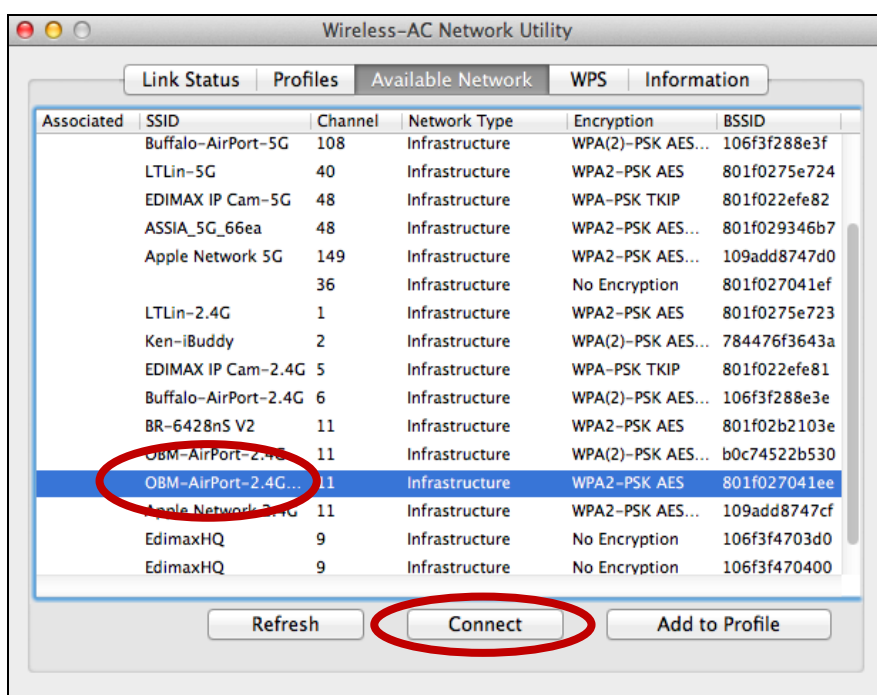 Wireless-AC Network Utility
Link Status Profiles Available Network WPS Information
Associated SSID Channel Network Type Encryption BSSID
Buffalo-AirPort-5G 108 Infrastructure WPA(2)-PSK AES... 106f3f288e3f
LTLin-5G 40 Infrastructure WPA2-PSK AES 801f0275e724
EDIMAX IP Cam-5G 48 Infrastructure WPA-PSK TKIP 801f022efe82
ASSIA_5G_66ea 48 Infrastructure WPA2-PSK AES... 801f029346b7
Apple Network 5G 149 Infrastructure WPA2-PSK AES... 109add8747d0
36 Infrastructure No Encryption 801f027041ef
LTLin-2.4G 1 Infrastructure WPA2-PSK AES 801f0275e723
Ken-iBuddy 2 Infrastructure WPA(2)-PSK AES... 784476f3643a
EDIMAX IP Cam-2.4G 5 Infrastructure WPA-PSK TKIP 801f022efe81
Buffalo-AirPort-2.4G 6 Infrastructure WPA(2)-PSK AES... 106f3f288e3e
BR-6428nS V2 11 Infrastructure WPA2-PSK AES 801f02b2103e
OBM-AirPort-2.4G 11 Infrastructure WPA(2)-PSK AES... b0c74522b530
OBM-AirPort-2.4G... 11 Infrastructure WPA2-PSK AES 801f027041ee
Apple Network 2.4G 11 Infrastructure WPA2-PSK AES... 109add8747cf
EdimaxHQ 9 Infrastructure No Encryption 106f3f4703d0
EdimaxHQ 9 Infrastructure No Encryption 106f3f470400
Refresh Connect Add to Profile